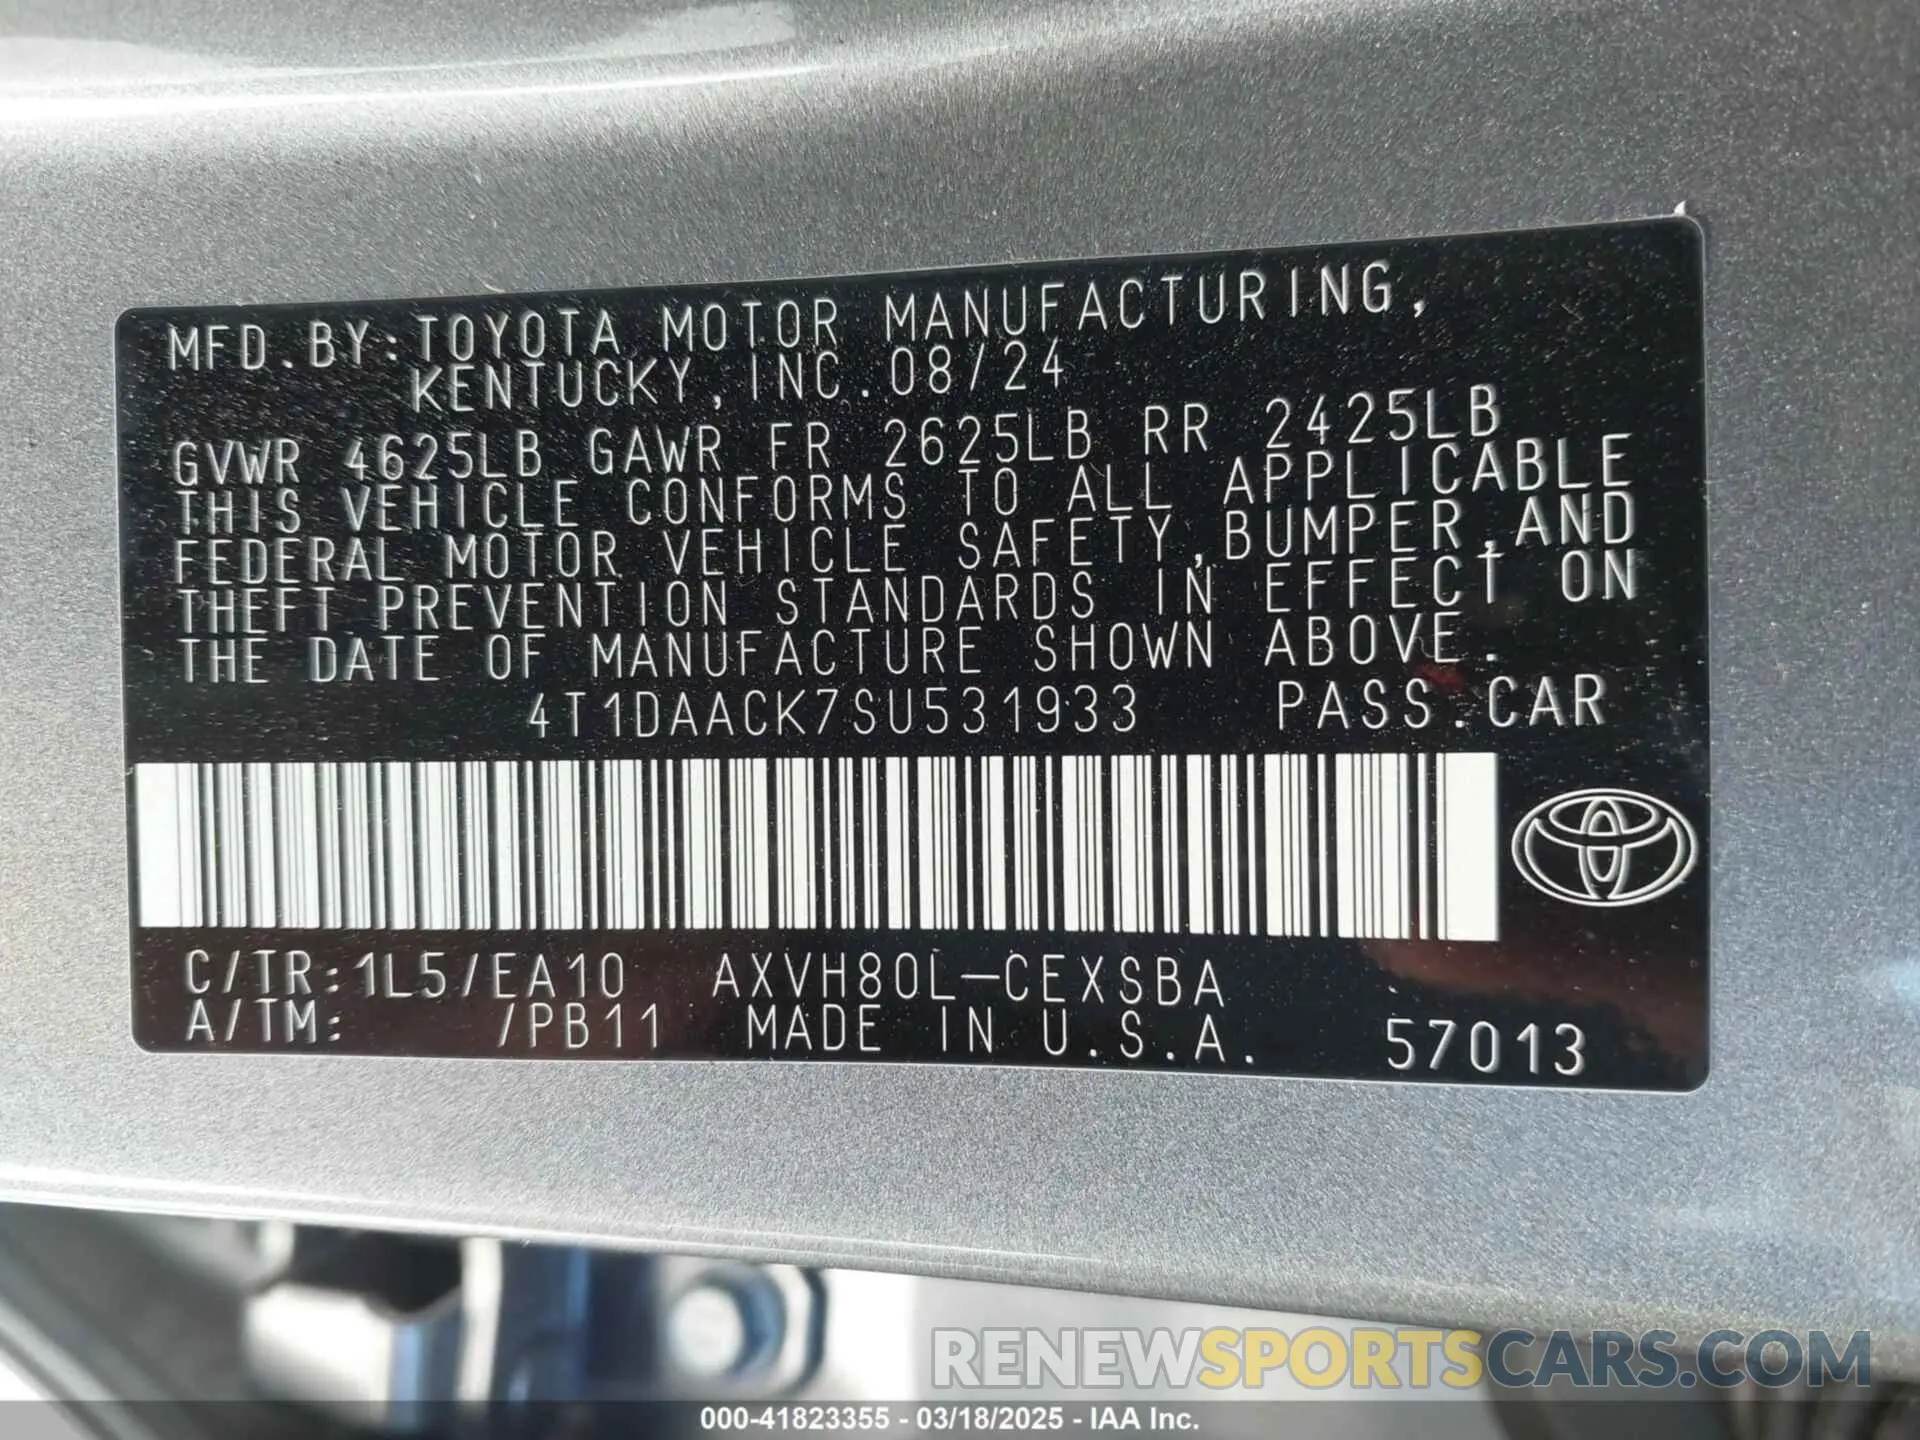 MFD.BY:TOYOTA MOTOR MANUFACTURING,
KENTUCKY, INC. 08/24
GVWR 4625LB GAWR FR 2625LB RR 2425LB
THIS VEHICLE CONFORMS TO ALL APPLICABLE
FEDERAL MOTOR VEHICLE SAFETY,BUMPER,AND
THEFT PREVENTION STANDARDS IN EFFECT ON
THE DATE OF MANUFACTURE SHOWN ABOVE.
4T1DAACK7SU531933 PASS.CAR
C/TR:1L5/EA10 AXVH80L-CEXSBA
A/TM: /PB11 MADE IN U.S.A. 57013
RENEWSPORTSCARS.COM
000-41823355 - 03/18/2025 - IAA Inc.